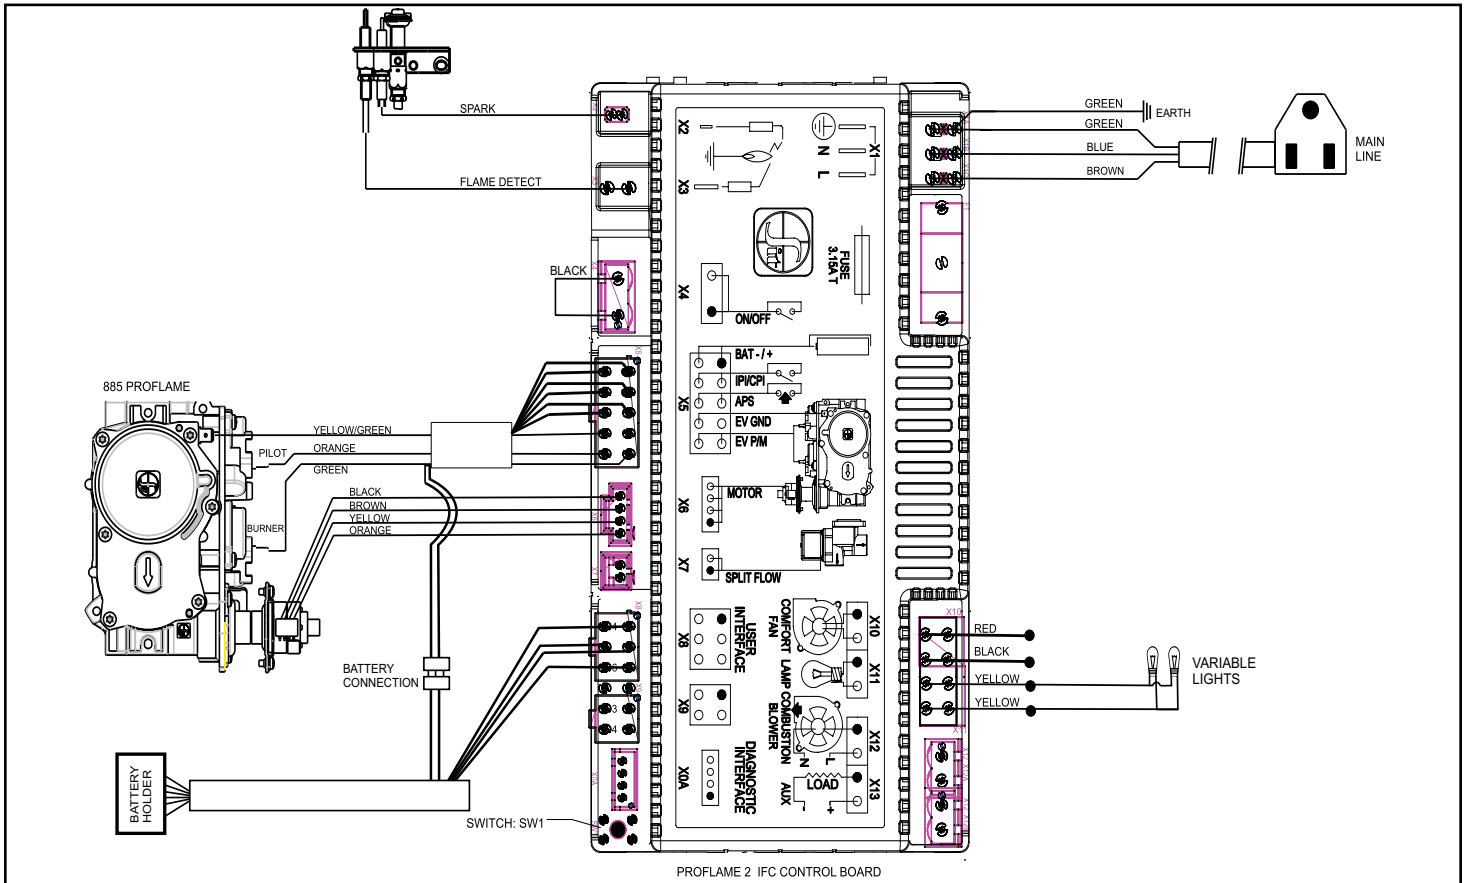 SPARK
FLAME DETECT
BLACK
885 PROFLAME
YELLOW/GREEN
PILOT
ORANGE
GREEN
BLACK
BROWN
YELLOW
ORANGE
BURNER
BATTERY
CONNECTION
BATTERY
HOLDER
SWITCH: SW1
X2
X3
X1
N
L
FUSE
3.15A T
X4
ON/OFF
X5
BAT - / +
IPI/CPI
APS
EV GND
EV P/M
X6
MOTOR
X7
SPLIT FLOW
X8
USER
INTERFACE
X9
X0A
DIAGNOSTIC
INTERFACE
COMFORT
FAN
X10
LAMP
X11
COMBUSTION
BLOWER
X12
N
L
AUX
LOAD
- +
X13
GREEN
EARTH
GREEN
BLUE
BROWN
MAIN
LINE
X10
RED
BLACK
YELLOW
YELLOW
VARIABLE
LIGHTS
PROFLAME 2 IFC CONTROL BOARD